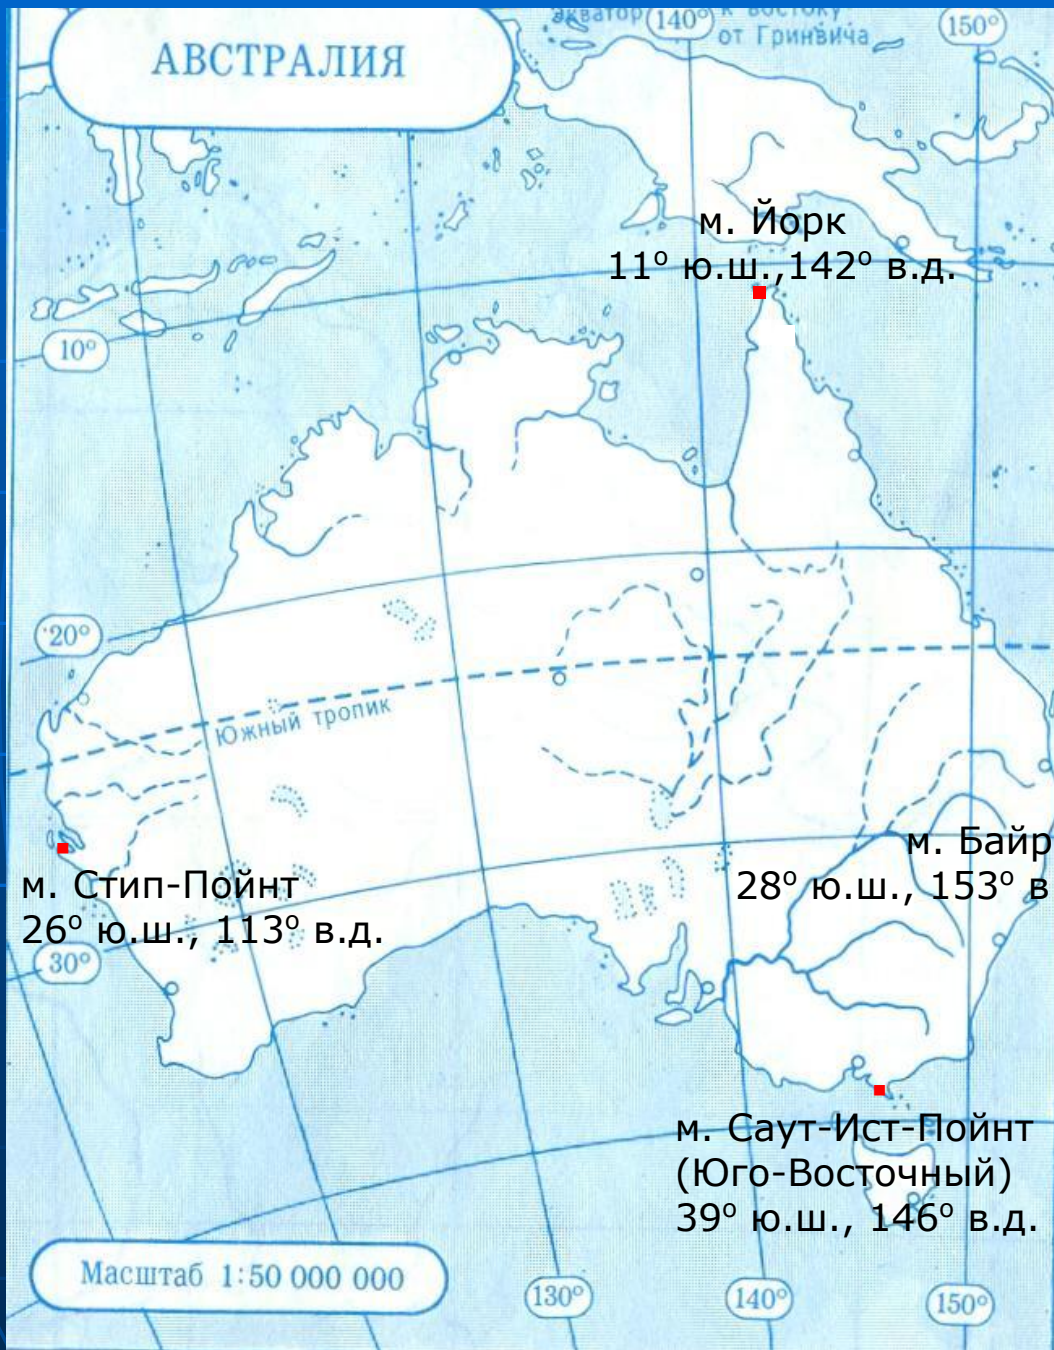 АВСТРАЛИЯ
Экватор 140° к востоку
от Гринвича
150°
м. Йорк
11° ю.ш.,142° в.д.
10°
20°
Южный тропик
м. Байр
28° ю.ш., 153° в
м. Стип-Пойнт
26° ю.ш., 113° в.д.
30°
м. Саут-Ист-Пойнт
(Юго-Восточный)
39° ю.ш., 146° в.д.
Масштаб 1:50 000 000
130°
140°
150°